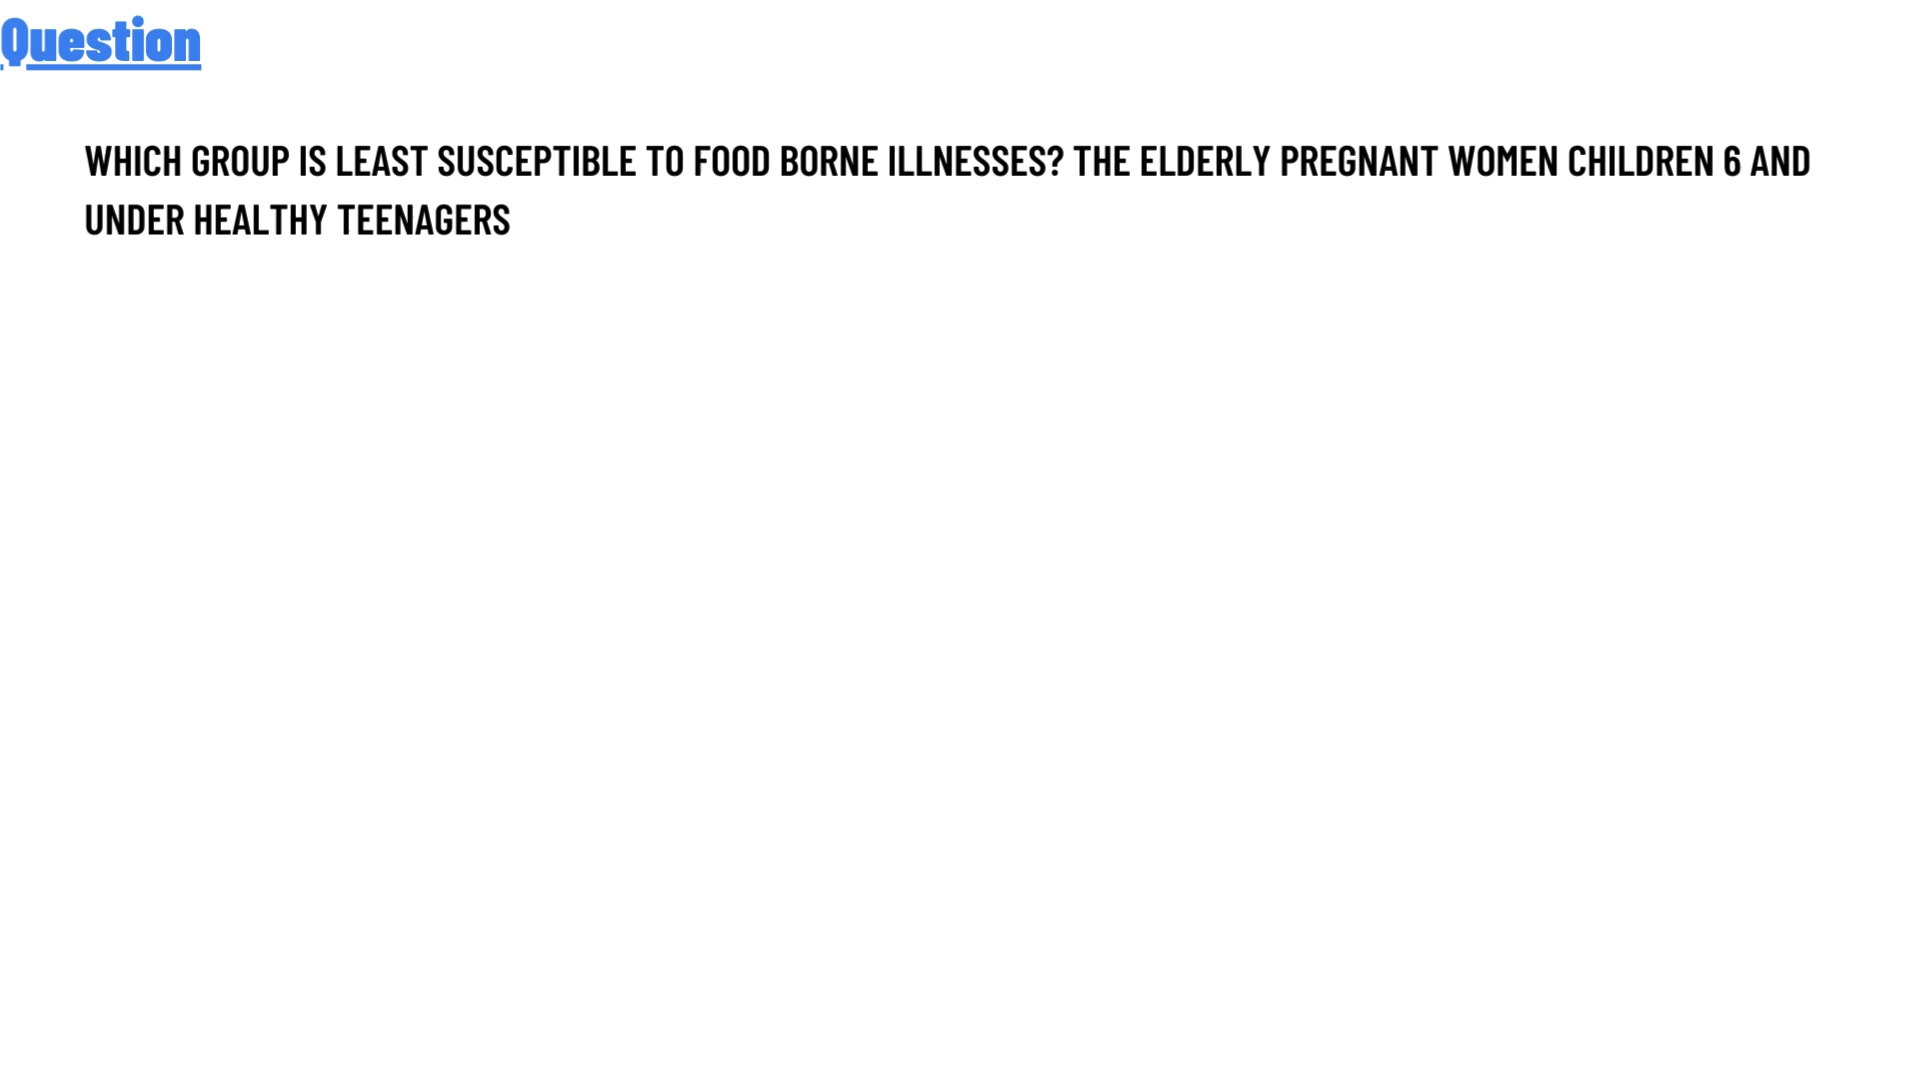 Question
WHICH GROUP IS LEAST SUSCEPTIBLE TO FOOD BORNE ILLNESSES? THE ELDERLY PREGNANT WOMEN CHILDREN 6 AND
UNDER HEALTHY TEENAGERS